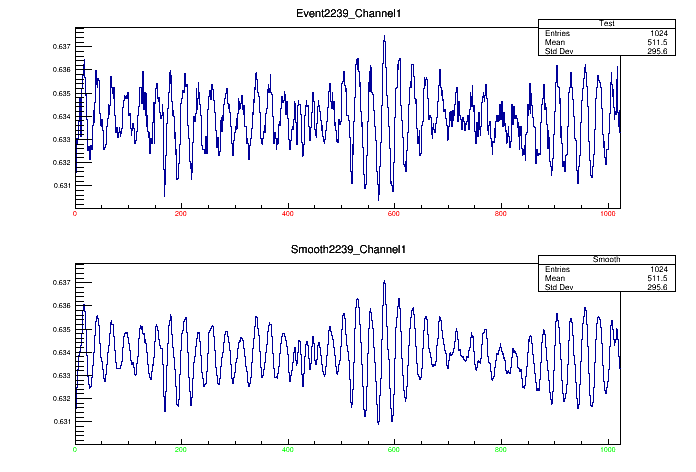 Event2239_Channel1
Test
Entries 1024
Mean 511.5
Std Dev 295.6
0.637
0.636
0.635
0.634
0.633
0.632
0.631
0 200 400 600 800 1000
Smooth2239_Channel1
Smooth
Entries 1024
Mean 511.5
Std Dev 295.6
0.637
0.636
0.635
0.634
0.633
0.632
0.631
0 200 400 600 800 1000